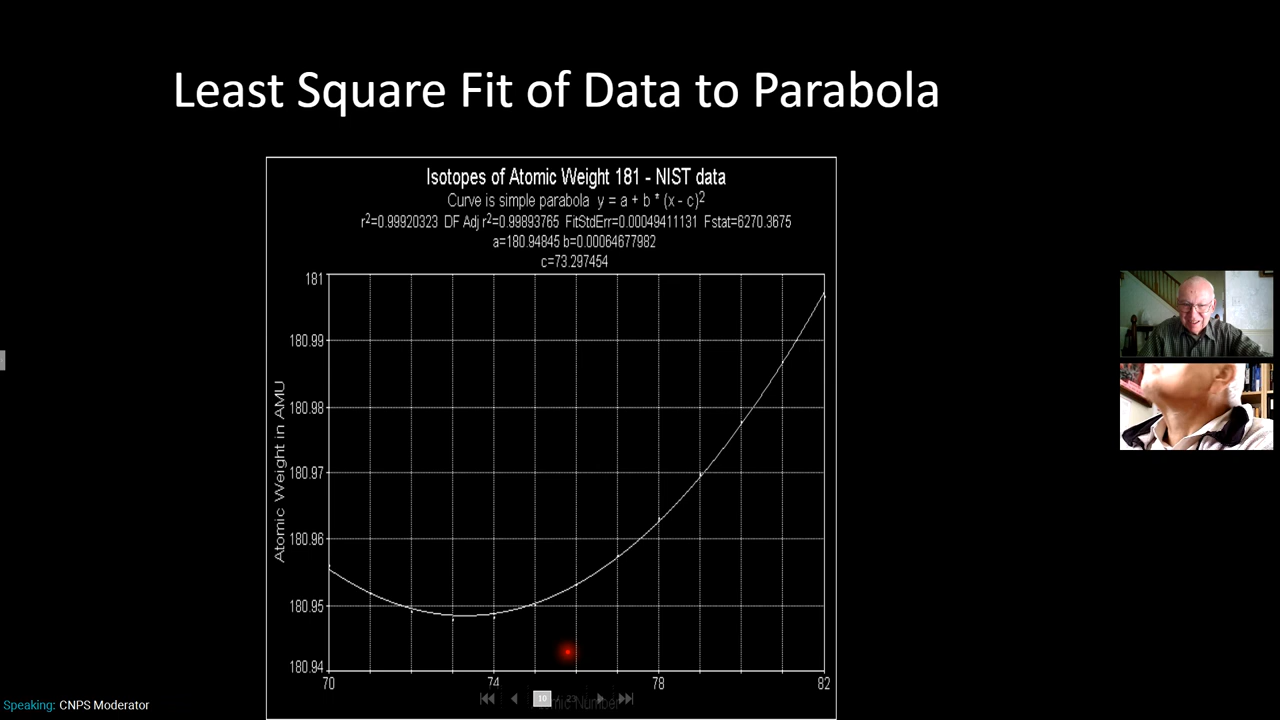 Least Square Fit of Data to Parabola
Isotopes of Atomic Weight 181 - NIST data
Curve is simple parabola y = a + b * (x - c)²
r²=0.99920323 DF Adj r²=0.99893765 FitStdErr=0.00049411131 Fstat=6270.3675
a=180.94845 b=0.00064677982
c=73.297454
181
180.99
180.98
180.97
180.96
180.95
180.94
Atomic Weight in AMU
70
74
78
82
10
Number
Speaking: CNPS Moderator